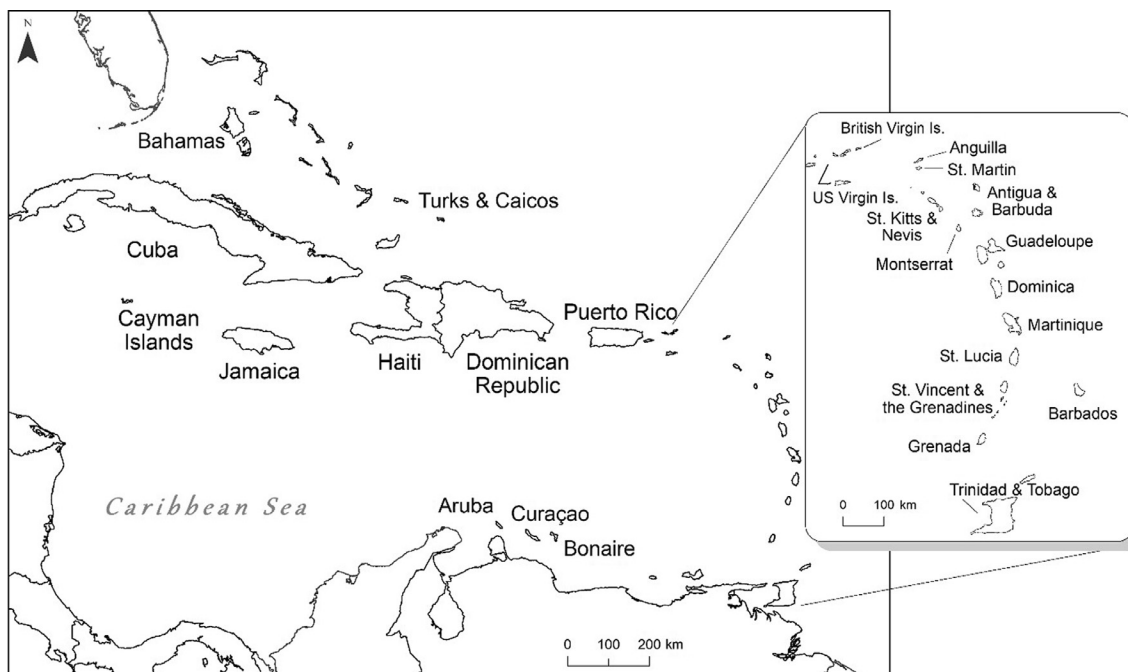 N
Bahamas
Turks & Caicos
Cuba
Cayman
Islands
Jamaica
Haiti
Dominican
Republic
Puerto Rico
Caribbean Sea
Aruba
Curaçao
Bonaire
0 100 200 km
British Virgin Is.
Anguilla
St. Martin
US Virgin Is.
Antigua &
Barbuda
St. Kitts &
Nevis
Montserrat
Guadeloupe
Dominica
Martinique
St. Lucia
St. Vincent &
the Grenadines
Barbados
Grenada
Trinidad & Tobago
0 100 km